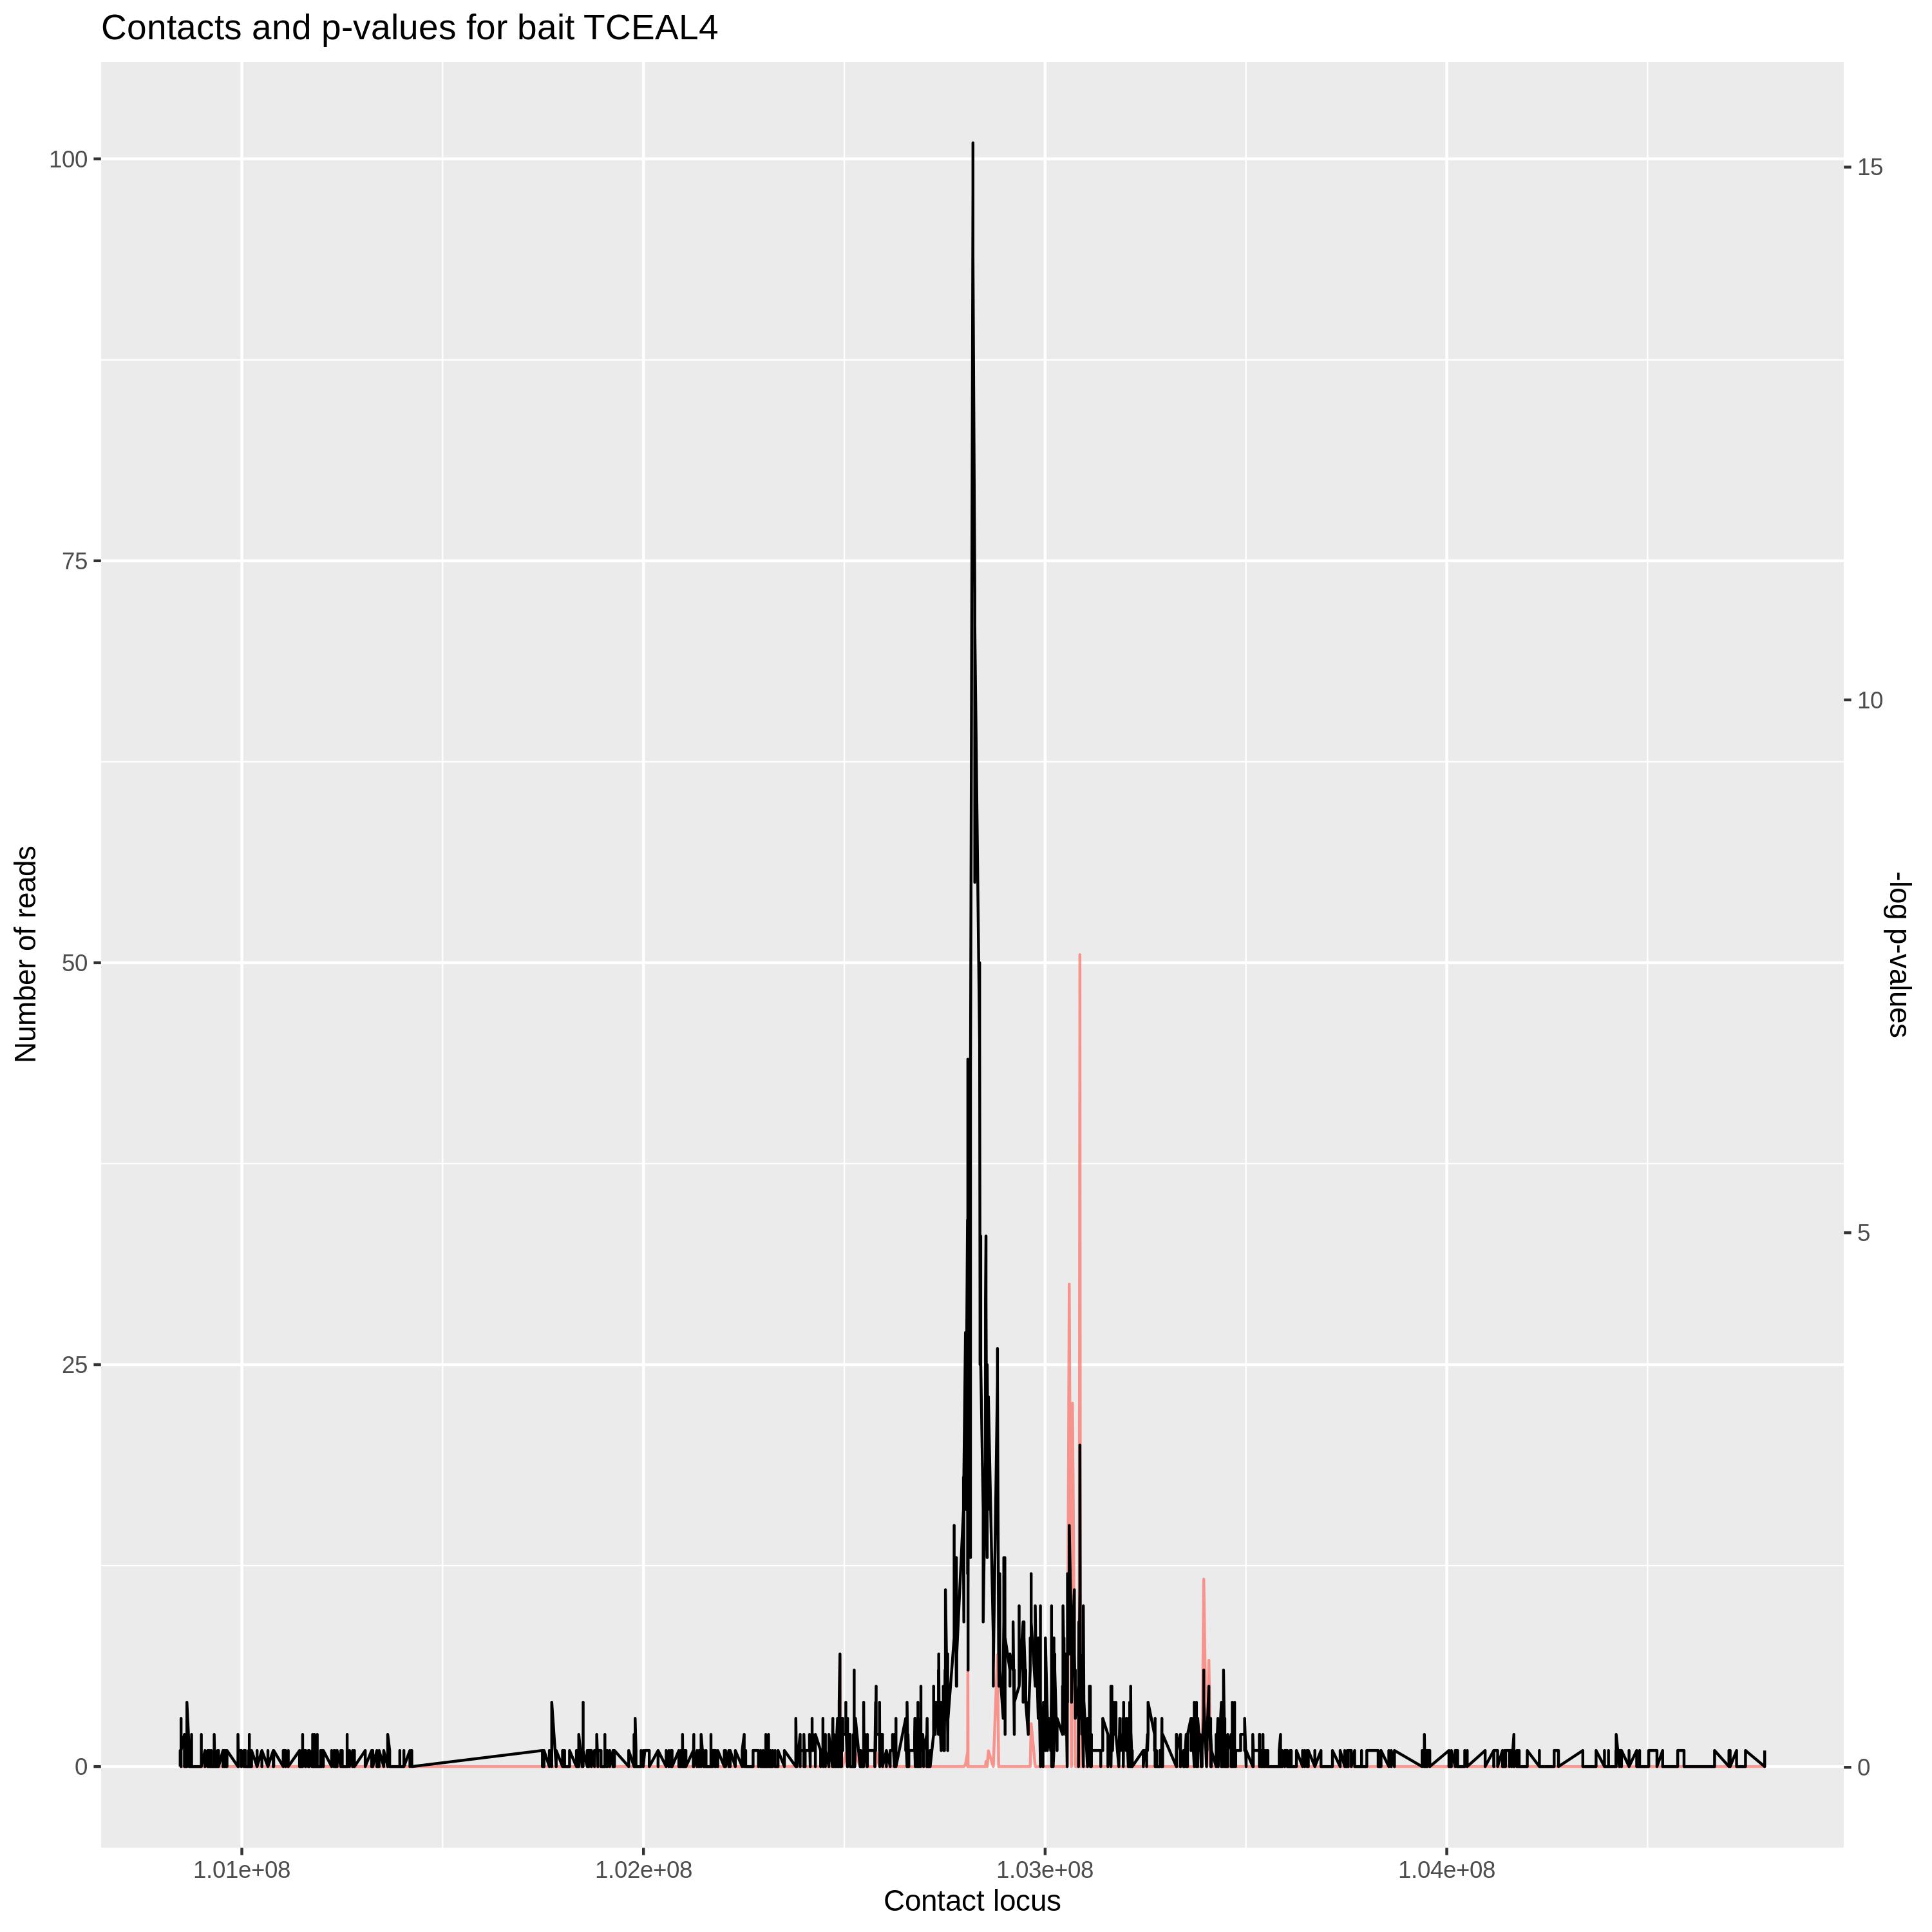 Contacts and p-values for bait TCEAL4
100
75
50
25
0
Number of reads
15
10
5
0
-log p-values
1.01e+08
1.02e+08
1.03e+08
1.04e+08
Contact locus